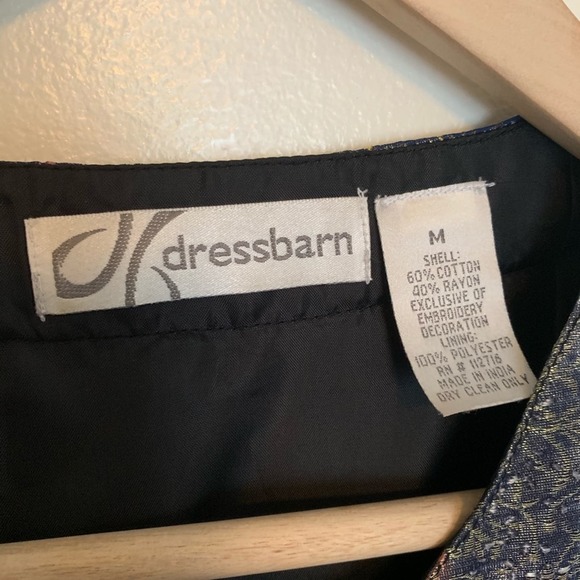 dressbarn
M
SHELL:
60% COTTON
40% RAYON
EXCLUSIVE OF
EMBROIDERY
DECORATION
LINING:
100% POLYESTER
RN # 112716
MADE IN INDIA
DRY CLEAN ONLY